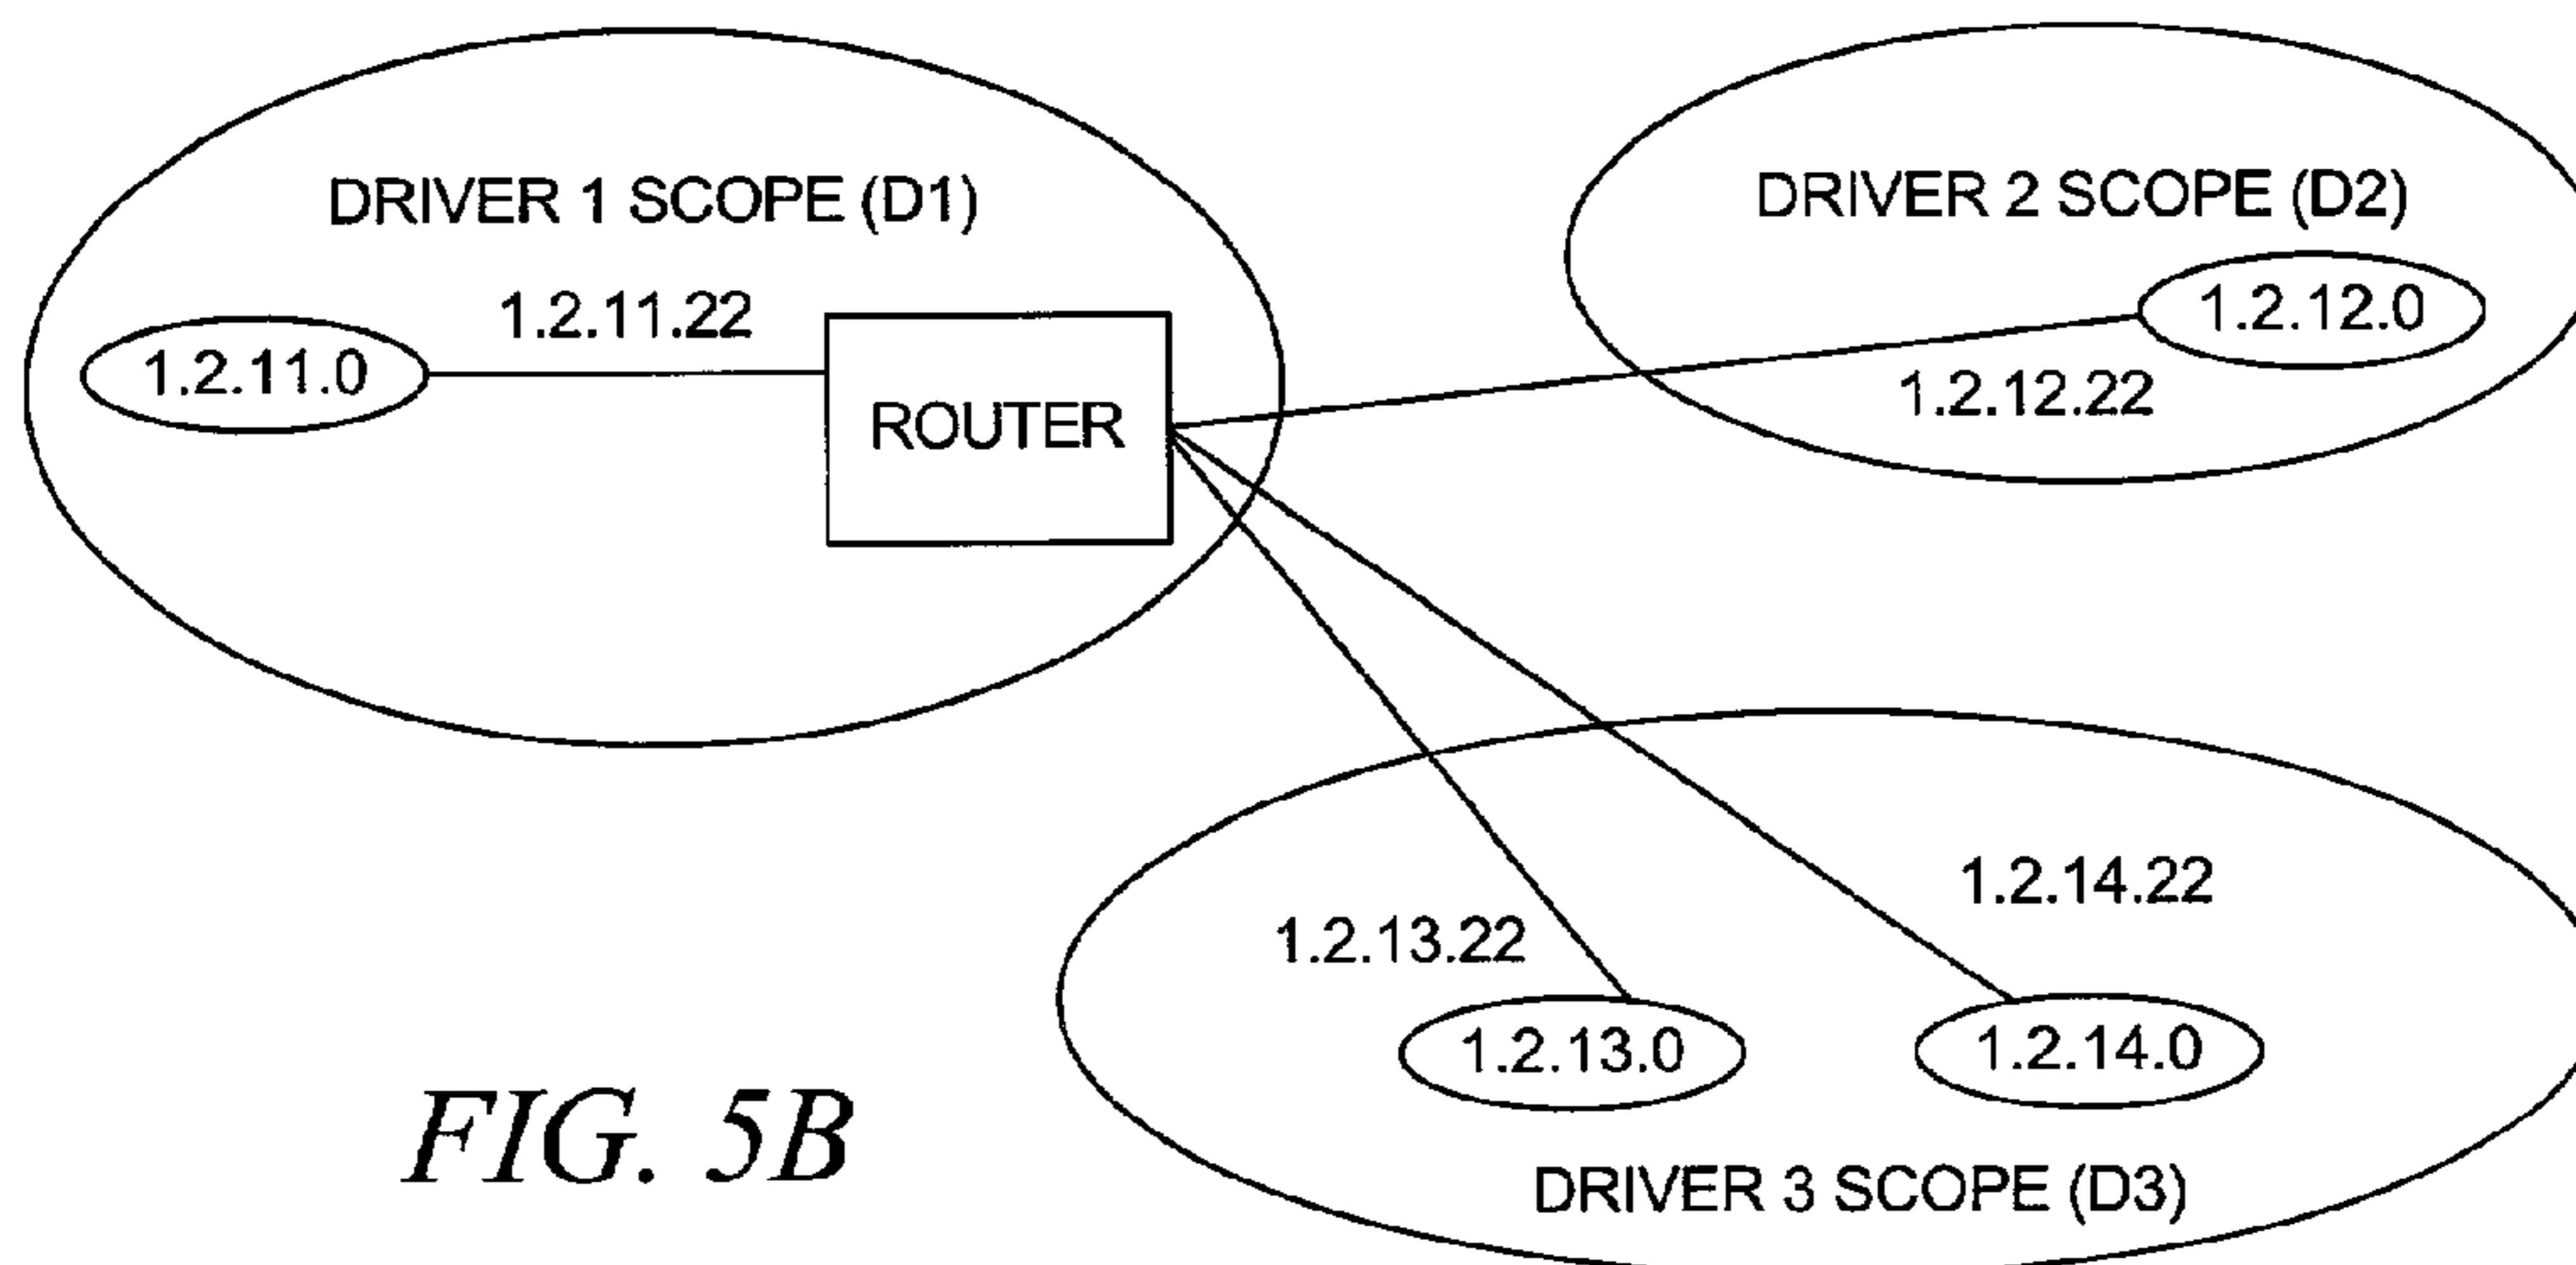 DRIVER 1 SCOPE (D1)
1.2.11.22
1.2.11.0
ROUTER
DRIVER 2 SCOPE (D2)
1.2.12.0
1.2.12.22
1.2.14.22
1.2.13.22
1.2.13.0
1.2.14.0
DRIVER 3 SCOPE (D3)
FIG. 5B